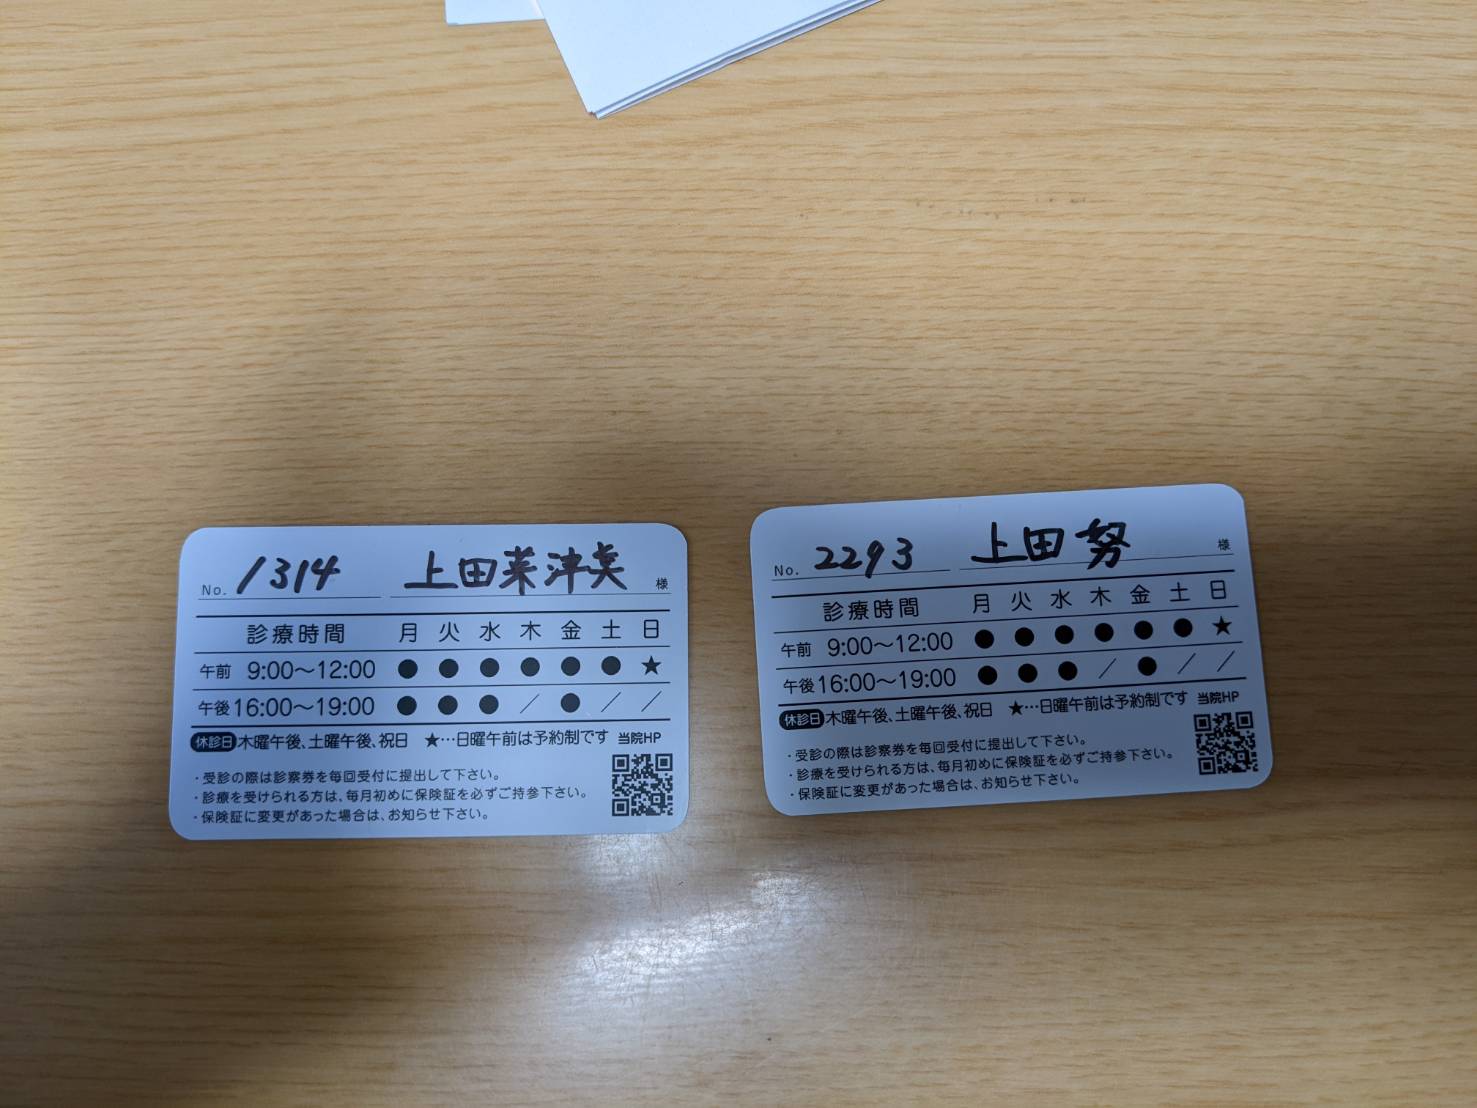 No. 1314 上田菜津美 様
診療時間 月 火 水 木 金 土 日
午前 9:00～12:00 ● ● ● ● ● ● ★
午後 16:00～19:00 ● ● ● ／ ● ／ ／
休診日 木曜午後、土曜午後、祝日 ★…日曜午前は予約制です 当院HP
・受診の際は診察券を毎回受付に提出して下さい。
・診療を受けられる方は、毎月初めに保険証を必ずご持参下さい。
・保険証に変更があった場合は、お知らせ下さい。
No. 2293 上田 努 様
診療時間 月 火 水 木 金 土 日
午前 9:00～12:00 ● ● ● ● ● ● ★
午後 16:00～19:00 ● ● ● ／ ● ／ ／
休診日 木曜午後、土曜午後、祝日 ★…日曜午前は予約制です 当院HP
・受診の際は診察券を毎回受付に提出して下さい。
・診療を受けられる方は、毎月初めに保険証を必ずご持参下さい。
・保険証に変更があった場合は、お知らせ下さい。